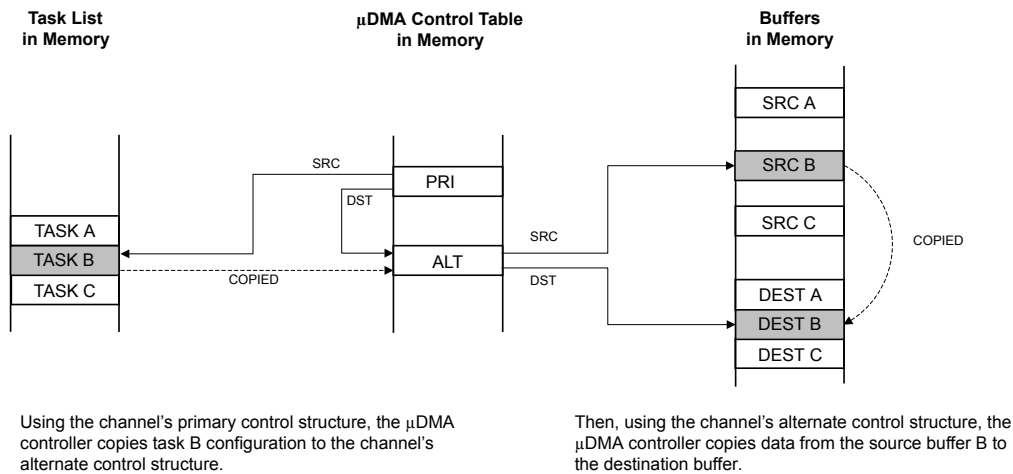 Task List
in Memory
μDMA Control Table
in Memory
Buffers
in Memory
SRC A
SRC
SRC B
PRI
DST
TASK A
SRC C
SRC
COPIED
TASK B
ALT
COPIED
DST
TASK C
DEST A
DEST B
DEST C
Using the channel's primary control structure, the μDMA
controller copies task B configuration to the channel's
alternate control structure.
Then, using the channel's alternate control structure, the
μDMA controller copies data from the source buffer B to
the destination buffer.